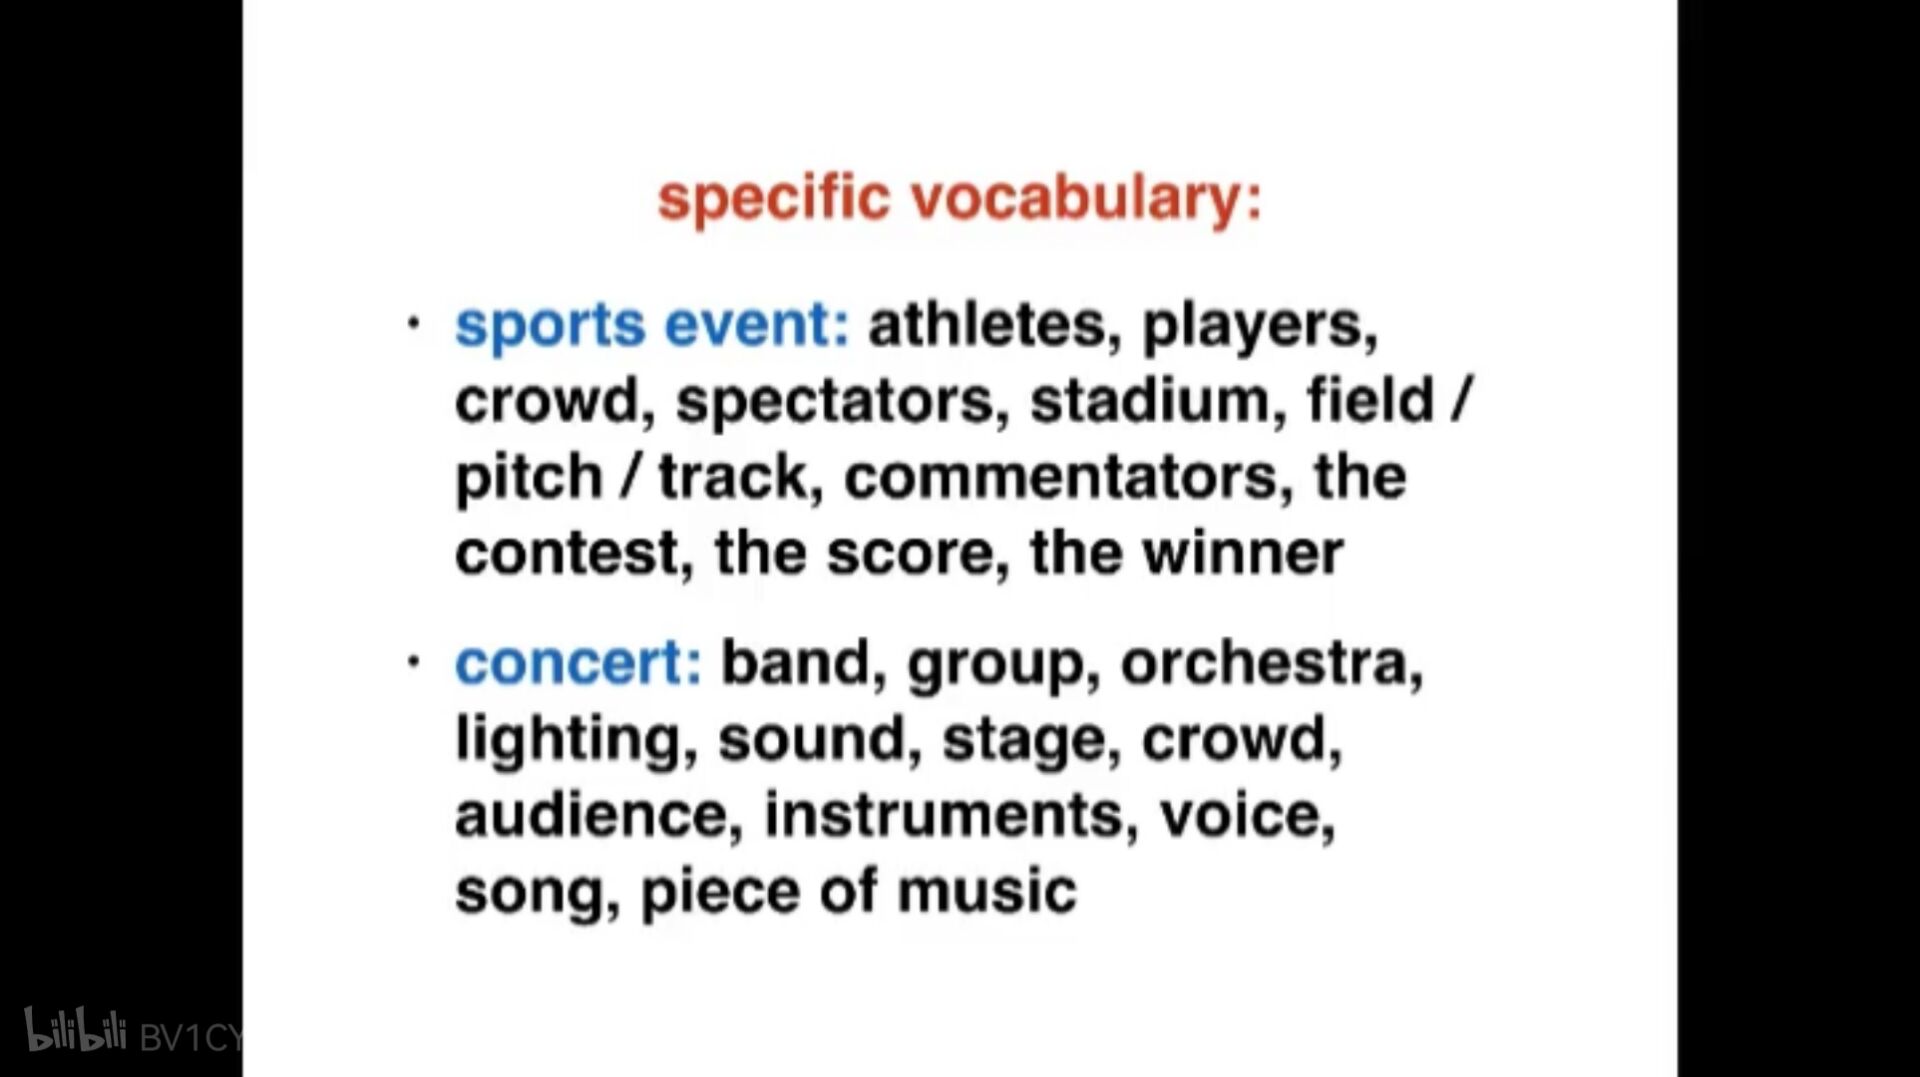 specific vocabulary:
· sports event: athletes, players,
crowd, spectators, stadium, field /
pitch / track, commentators, the
contest, the score, the winner
· concert: band, group, orchestra,
lighting, sound, stage, crowd,
audience, instruments, voice,
song, piece of music
bilibili BV1CY